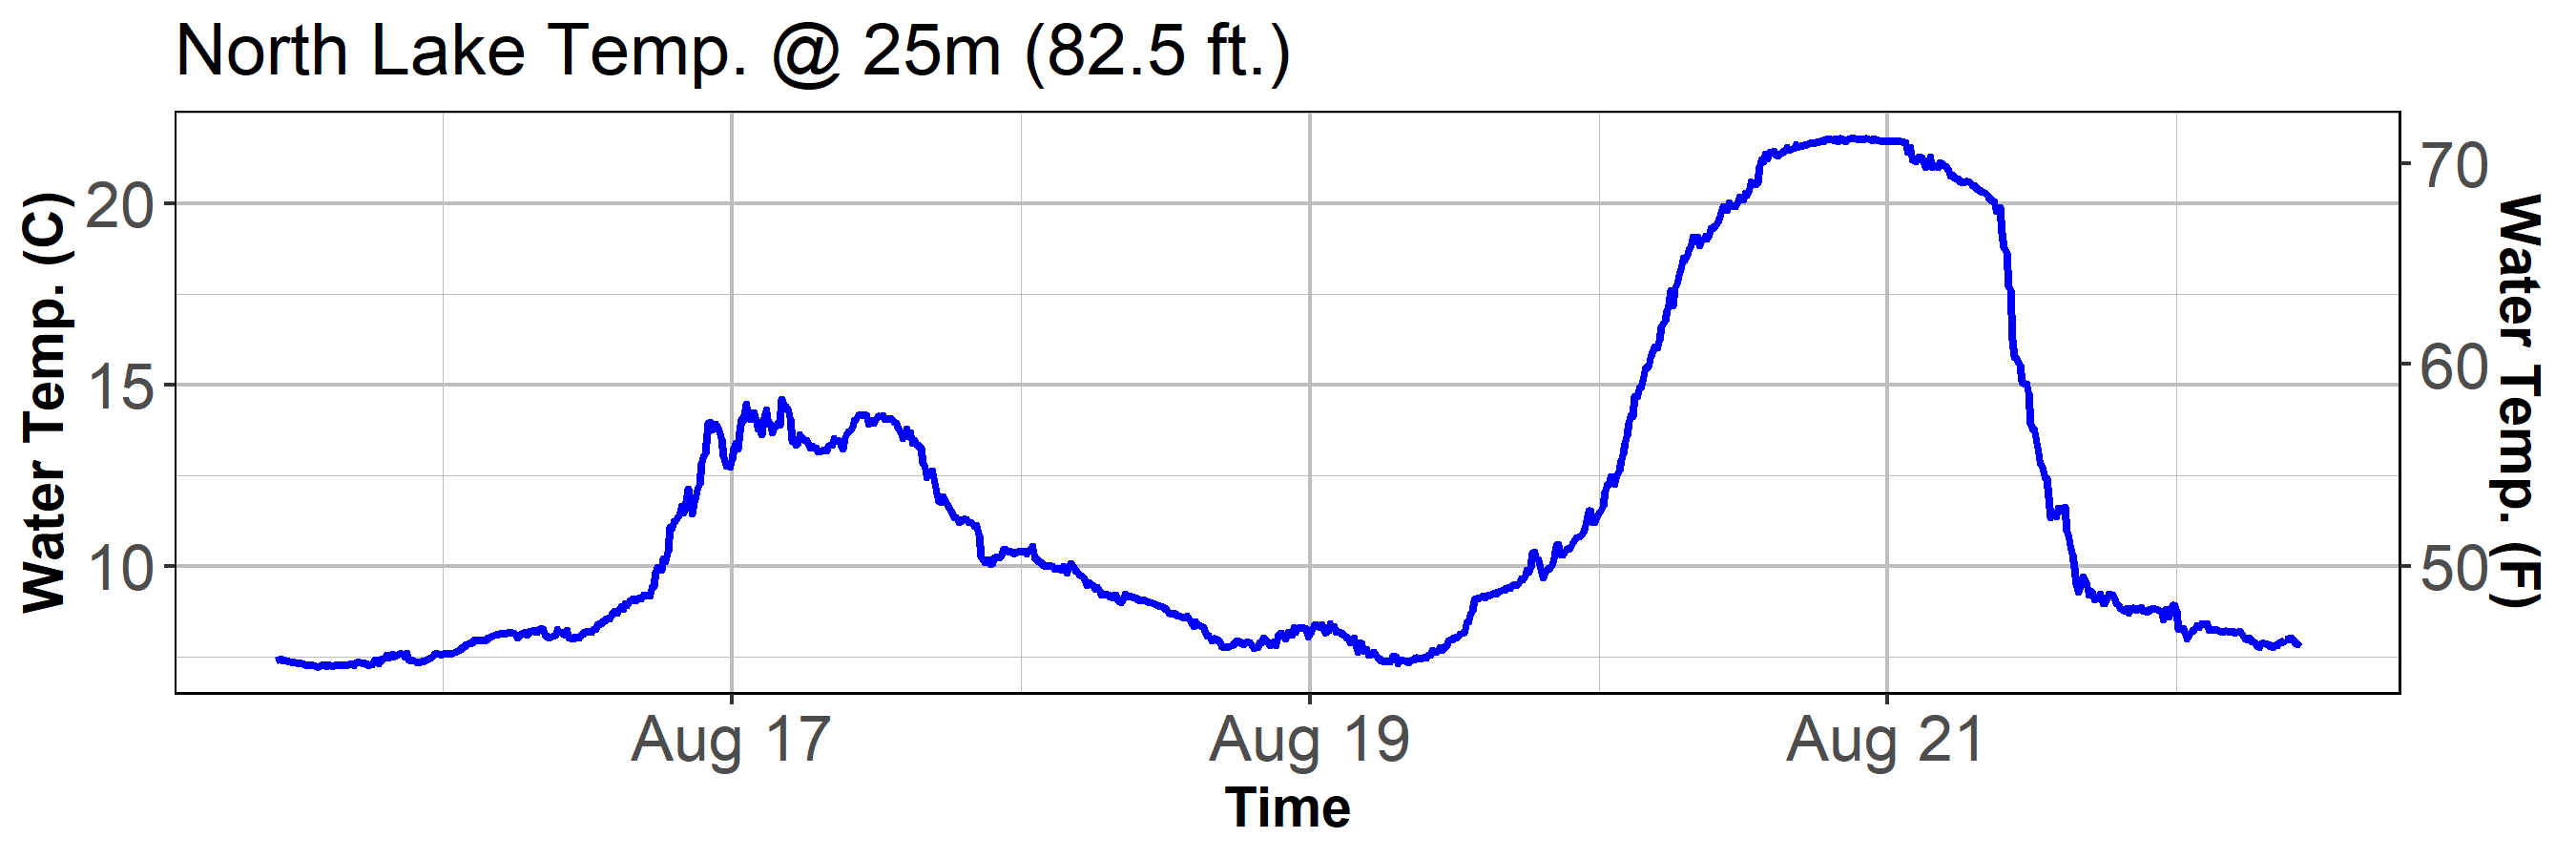 North Lake Temp. @ 25m (82.5 ft.)
Water Temp. (C)
20
15
10
70
60
50
Water Temp. (F)
Aug 17 Aug 19 Aug 21
Time